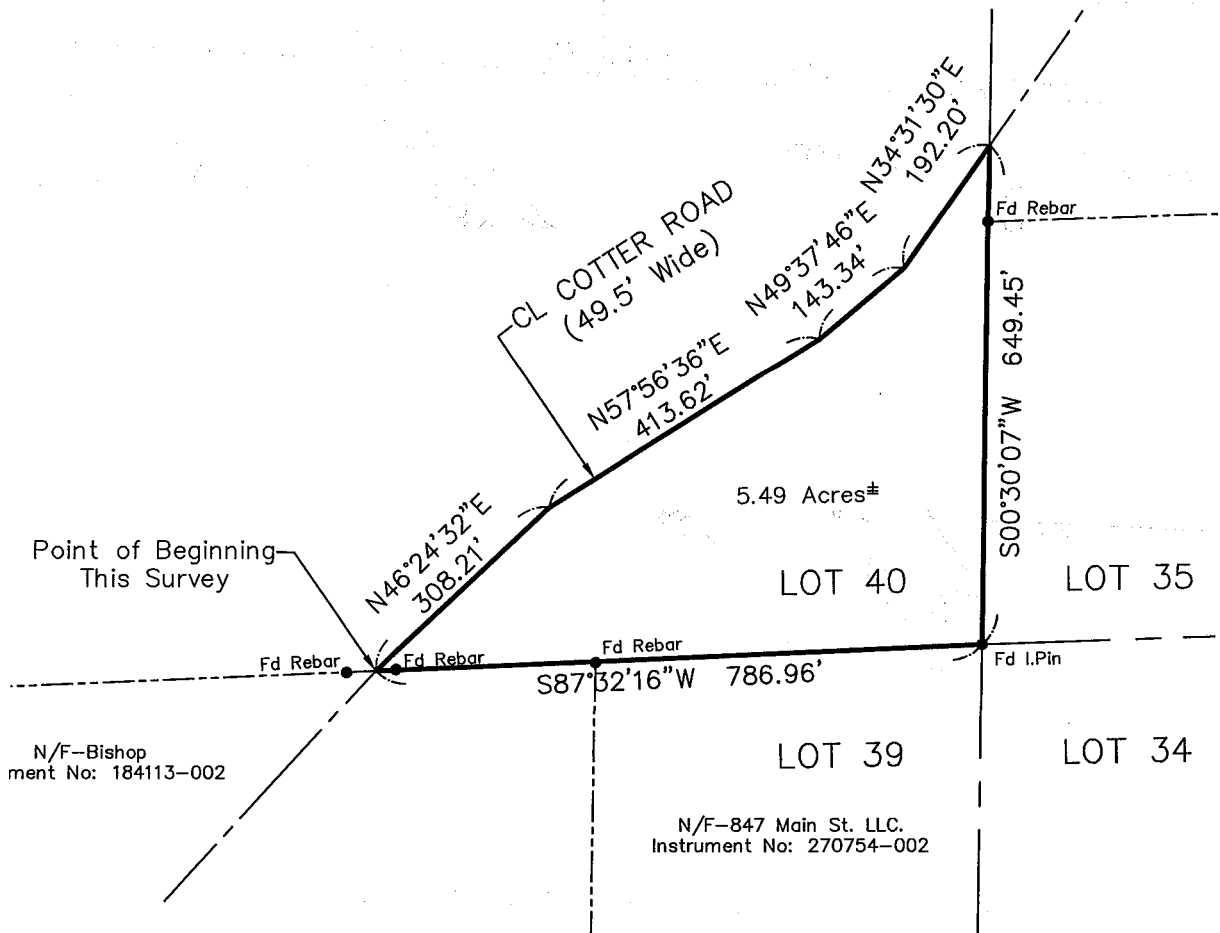 N34°31'30"E
192.20'
Fd Rebar
CL COTTER ROAD
(49.5' Wide)
N49°37'46"E
143.34'
N57°56'36"E
413.62'
S00°30'07"W 649.45'
5.49 Acres±
N46°24'32"E
308.21'
Point of Beginning
This Survey
LOT 40
LOT 35
Fd Rebar
Fd Rebar
Fd Rebar
Fd I.Pin
S87°32'16"W 786.96'
N/F-Bishop
ment No: 184113-002
LOT 39
LOT 34
N/F-847 Main St. LLC.
Instrument No: 270754-002